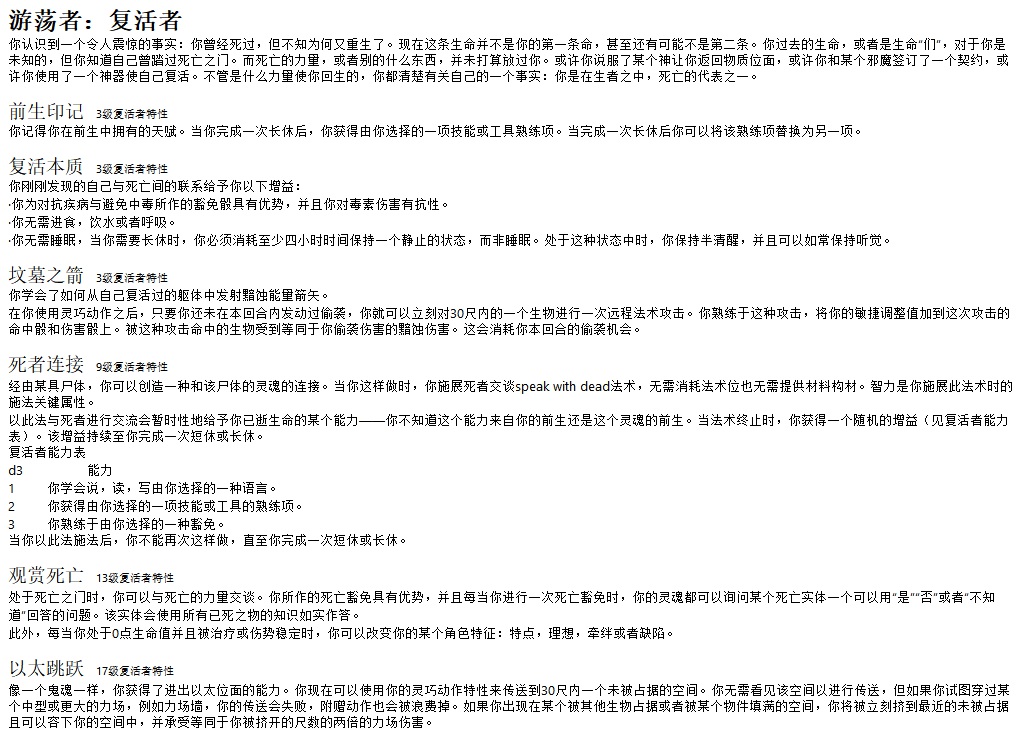 游荡者：复活者
你认识到一个令人震惊的事实：你曾经死过，但不知为何又重生了。现在这条生命并不是你的第一条命，甚至还有可能不是第二条。你过去的生命，或者是生命“们”，对于你是
未知的，但你知道自己曾踏过死亡之门。而死亡的力量，或者别的什么东西，并未打算放过你。或许你说服了某个神让你返回物质位面，或许你和某个邪魔签订了一个契约，或
许你使用了一个神器使自己复活。不管是什么力量使你回生的，你都清楚有关自己的一个事实：你是在生者之中，死亡的代表之一。
前生印记 3级复活者特性
你记得你在前生中拥有的天赋。当你完成一次长休后，你获得由你选择的一项技能或工具熟练项。当完成一次长休后你可以将该熟练项替换为另一项。
复活本质 3级复活者特性
你刚刚发现的自己与死亡间的联系给予你以下增益：
·你为对抗疾病与避免中毒所作的豁免骰具有优势，并且你对毒素伤害有抗性。
·你无需进食，饮水或者呼吸。
·你无需睡眠，当你需要长休时，你必须消耗至少四小时时间保持一个静止的状态，而非睡眠。处于这种状态中时，你保持半清醒，并且可以如常保持听觉。
坟墓之箭 3级复活者特性
你学会了如何从自己复活过的躯体中发射黯蚀能量箭矢。
在你使用灵巧动作之后，只要你还未在本回合内发动过偷袭，你就可以立刻对30尺内的一个生物进行一次远程法术攻击。你熟练于这种攻击，将你的敏捷调整值加到这次攻击的
命中骰和伤害骰上。被这种攻击命中的生物受到等同于你偷袭伤害的黯蚀伤害。这会消耗你本回合的偷袭机会。
死者连接 9级复活者特性
经由某具尸体，你可以创造一种和该尸体的灵魂的连接。当你这样做时，你施展死者交谈speak with dead法术，无需消耗法术位也无需提供材料构材。智力是你施展此法术时的
施法关键属性。
以此法与死者进行交流会暂时性地给予你已逝生命的某个能力——你不知道这个能力来自你的前生还是这个灵魂的前生。当法术终止时，你获得一个随机的增益（见复活者能力
表）。该增益持续至你完成一次短休或长休。
复活者能力表
d3 能力
1 你学会说，读，写由你选择的一种语言。
2 你获得由你选择的一项技能或工具的熟练项。
3 你熟练于由你选择的一种豁免。
当你以此法施法后，你不能再次这样做，直至你完成一次短休或长休。
观赏死亡 13级复活者特性
处于死亡之门时，你可以与死亡的力量交谈。你所作的死亡豁免具有优势，并且每当你进行一次死亡豁免时，你的灵魂都可以询问某个死亡实体一个可以用“是”“否”或者“不知
道”回答的问题。该实体会使用所有已死之物的知识如实作答。
此外，每当你处于0点生命值并且被治疗或伤势稳定时，你可以改变你的某个角色特征：特点，理想，牵绊或者缺陷。
以太跳跃 17级复活者特性
像一个鬼魂一样，你获得了进出以太位面的能力。你现在可以使用你的灵巧动作特性来传送到30尺内一个未被占据的空间。你无需看见该空间以进行传送，但如果你试图穿过某
个中型或更大的力场，例如力场墙，你的传送会失败，附赠动作也会被浪费掉。如果你出现在某个被其他生物占据或者被某个物件填满的空间，你将被立刻挤到最近的未被占据
且可以容下你的空间中，并承受等同于你被挤开的尺数的两倍的力场伤害。